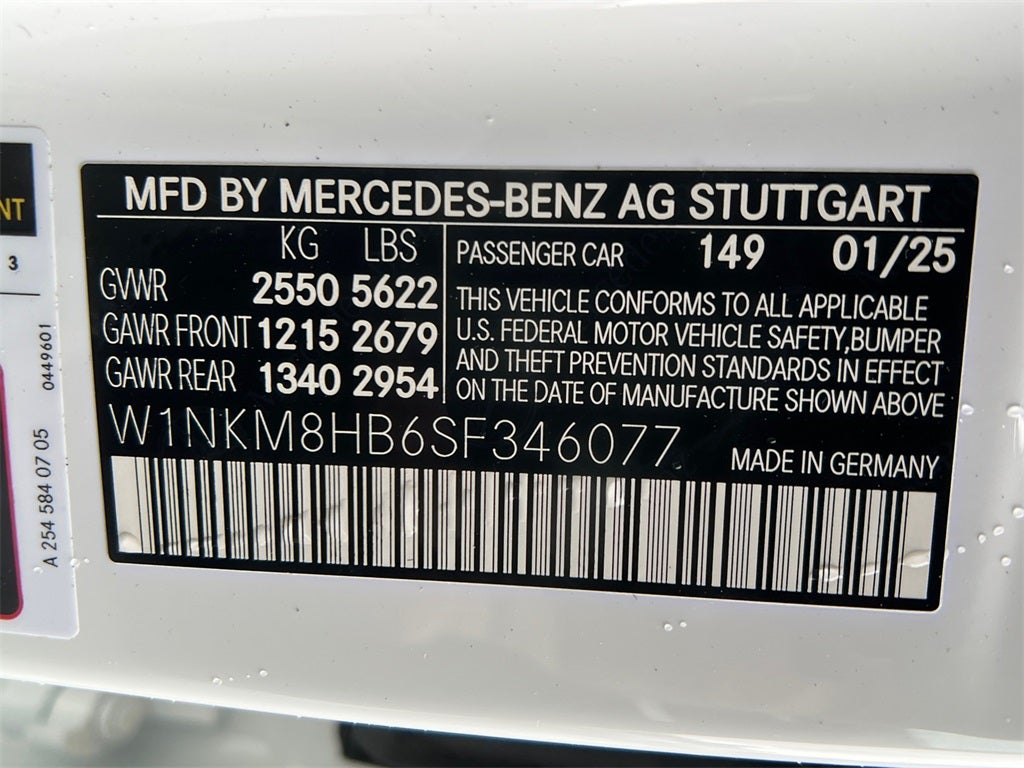 MFD BY MERCEDES-BENZ AG STUTTGART
KG LBS
GVWR 2550 5622
GAWR FRONT 1215 2679
GAWR REAR 1340 2954
PASSENGER CAR 149 01/25
THIS VEHICLE CONFORMS TO ALL APPLICABLE
U.S. FEDERAL MOTOR VEHICLE SAFETY,BUMPER
AND THEFT PREVENTION STANDARDS IN EFFECT
ON THE DATE OF MANUFACTURE SHOWN ABOVE
W1NKM8HB6SF346077
MADE IN GERMANY
NT
3
0449601
A 254 584 07 05